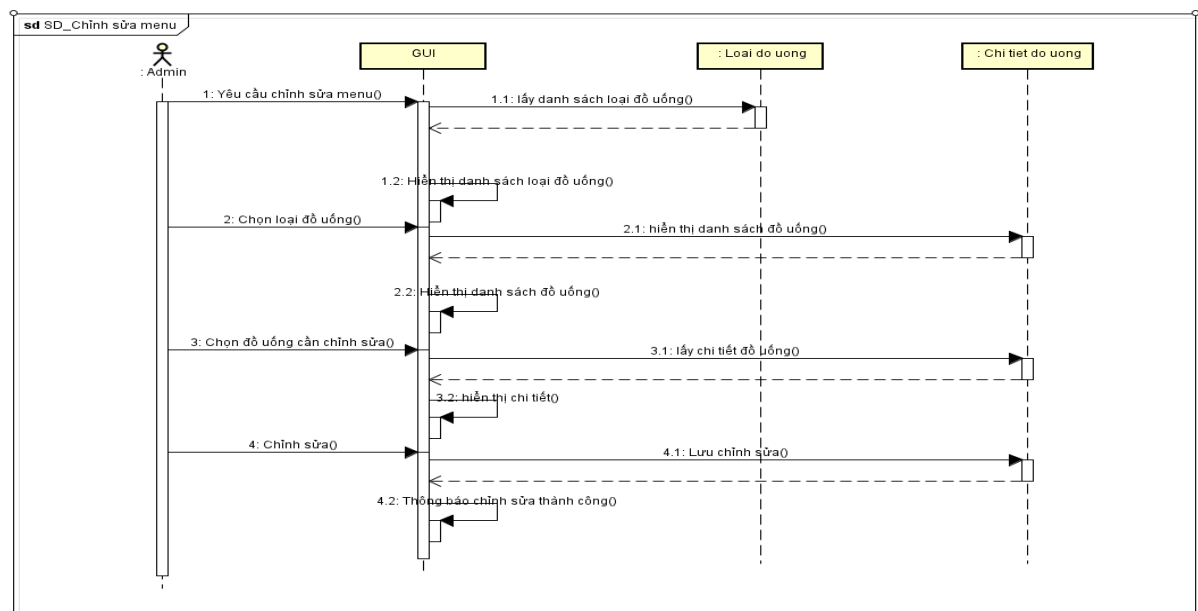 sd SD_Chỉnh sửa menu
: Admin
GUI
: Loai do uong
: Chi tiet do uong
1: Yêu cầu chỉnh sửa menu()
1.1: lấy danh sách loại đồ uống()
1.2: Hiển thị danh sách loại đồ uống()
2: Chọn loại đồ uống()
2.1: hiển thị danh sách đồ uống()
2.2: Hiển thị danh sách đồ uống()
3: Chọn đồ uống cần chỉnh sửa()
3.1: lấy chi tiết đồ uống()
3.2: hiển thị chi tiết()
4: Chỉnh sửa()
4.1: Lưu chỉnh sửa()
4.2: Thông báo chỉnh sửa thành công()